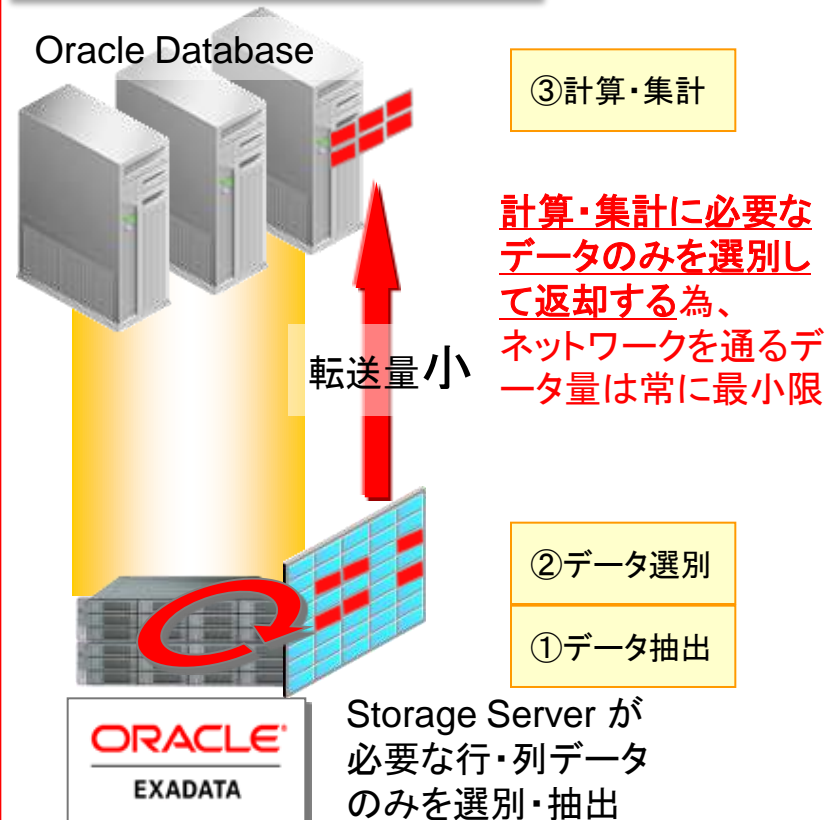 Oracle Database
③計算・集計
計算・集計に必要な
データのみを選別し
て返却する為、
ネットワークを通るデ
ータ量は常に最小限
転送量小
②データ選別
①データ抽出
ORACLE
EXADATA
Storage Server が
必要な行・列データ
のみを選別・抽出